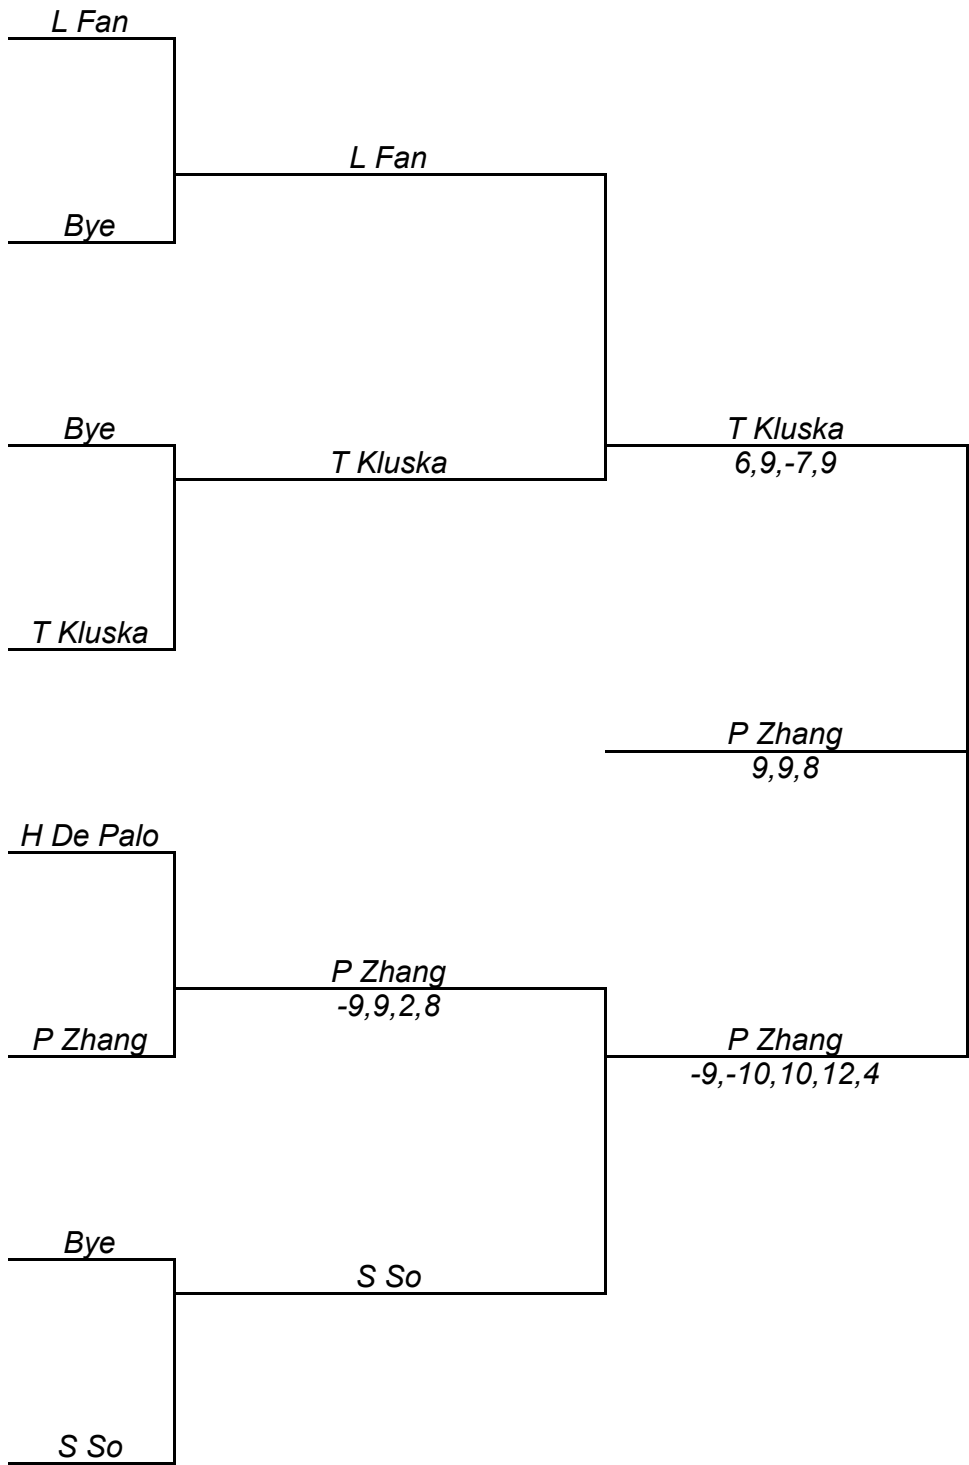 L Fan
L Fan
Bye
Bye
T Kluska
T Kluska
6,9,-7,9
T Kluska
P Zhang
9,9,8
H De Palo
P Zhang
-9,9,2,8
P Zhang
P Zhang
-9,-10,10,12,4
Bye
S So
S So